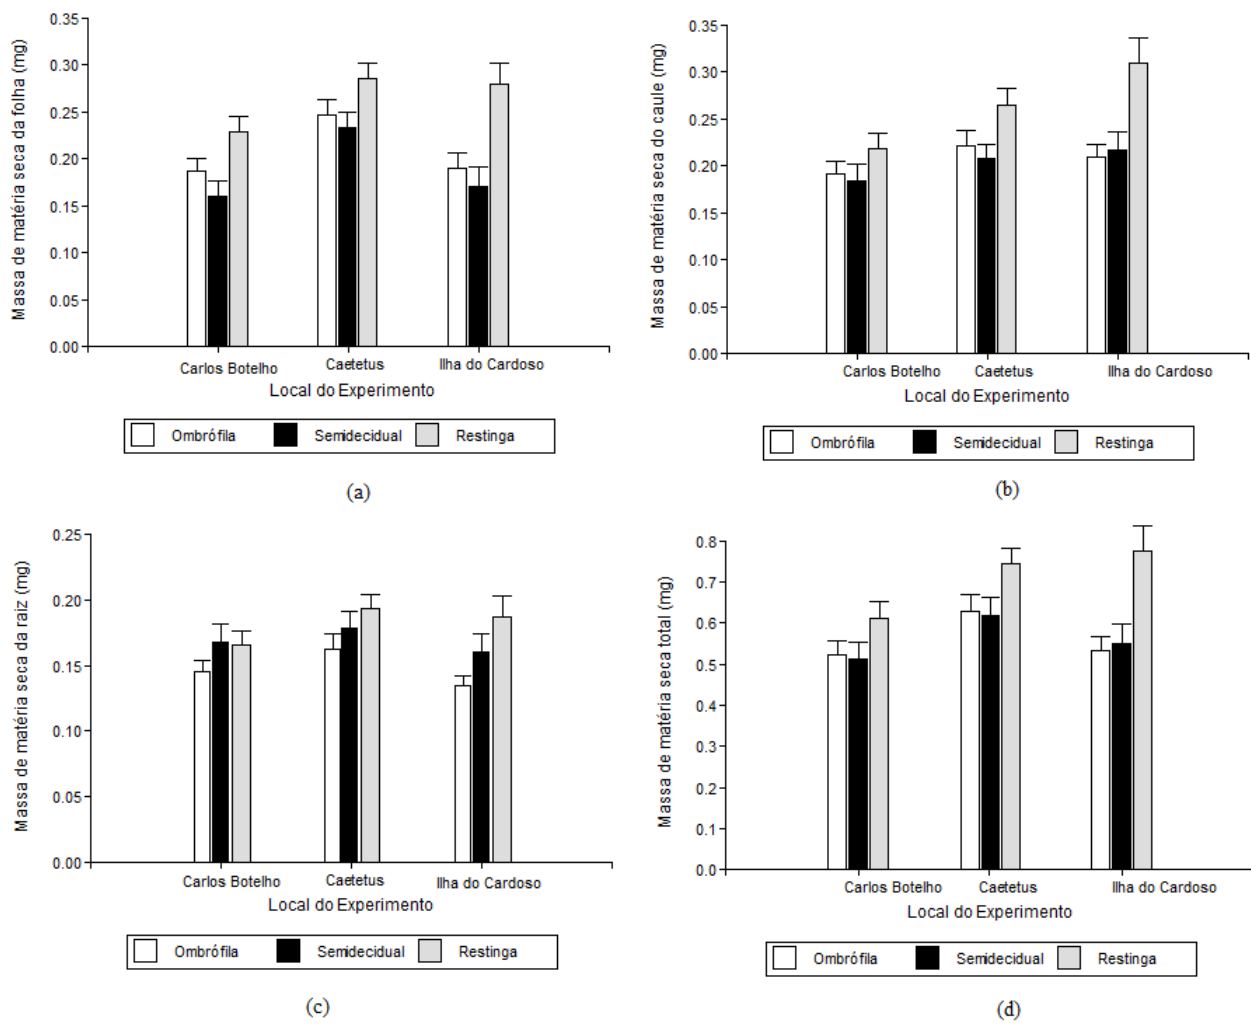 Massa de matéria seca da folha (mg)
0.35
0.30
0.25
0.20
0.15
0.10
0.05
0.00
Carlos Botelho
Caetetus
Ilha do Cardoso
Local do Experimento
Ombrófila
Semidecidual
Restinga
(a)
Massa de matéria seca do caule (mg)
0.35
0.30
0.25
0.20
0.15
0.10
0.05
0.00
Carlos Botelho
Caetetus
Ilha do Cardoso
Local do Experimento
Ombrófila
Semidecidual
Restinga
(b)
Massa de matéria seca da raiz (mg)
0.25
0.20
0.15
0.10
0.05
0.00
Carlos Botelho
Caetetus
Ilha do Cardoso
Local do Experimento
Ombrófila
Semidecidual
Restinga
(c)
Massa de matéria seca total (mg)
0.8
0.7
0.6
0.5
0.4
0.3
0.2
0.1
0.0
Carlos Botelho
Caetetus
Ilha do Cardoso
Local do Experimento
Ombrófila
Semidecidual
Restinga
(d)